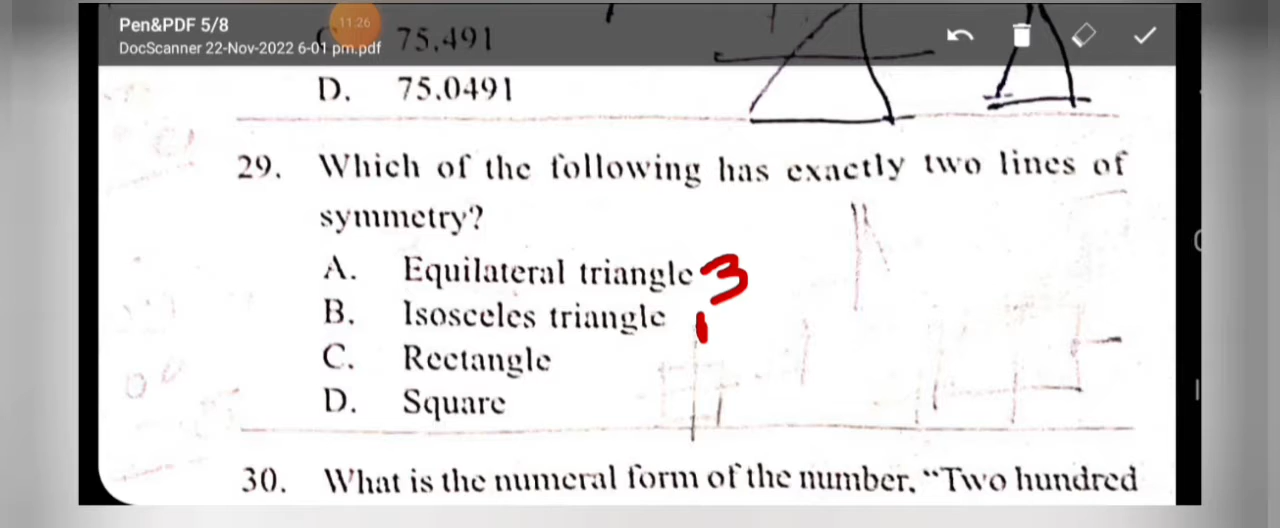 Pen&PDF 5/8
11:26
DocScanner 22-Nov-2022 6-01 pm.pdf
75,491
D. 75.0491
29. Which of the following has exactly two lines of
symmetry?
A. Equilateral triangle 3
B. Isosceles triangle 1
C. Rectangle
D. Square
30. What is the numeral form of the number, “Two hundred